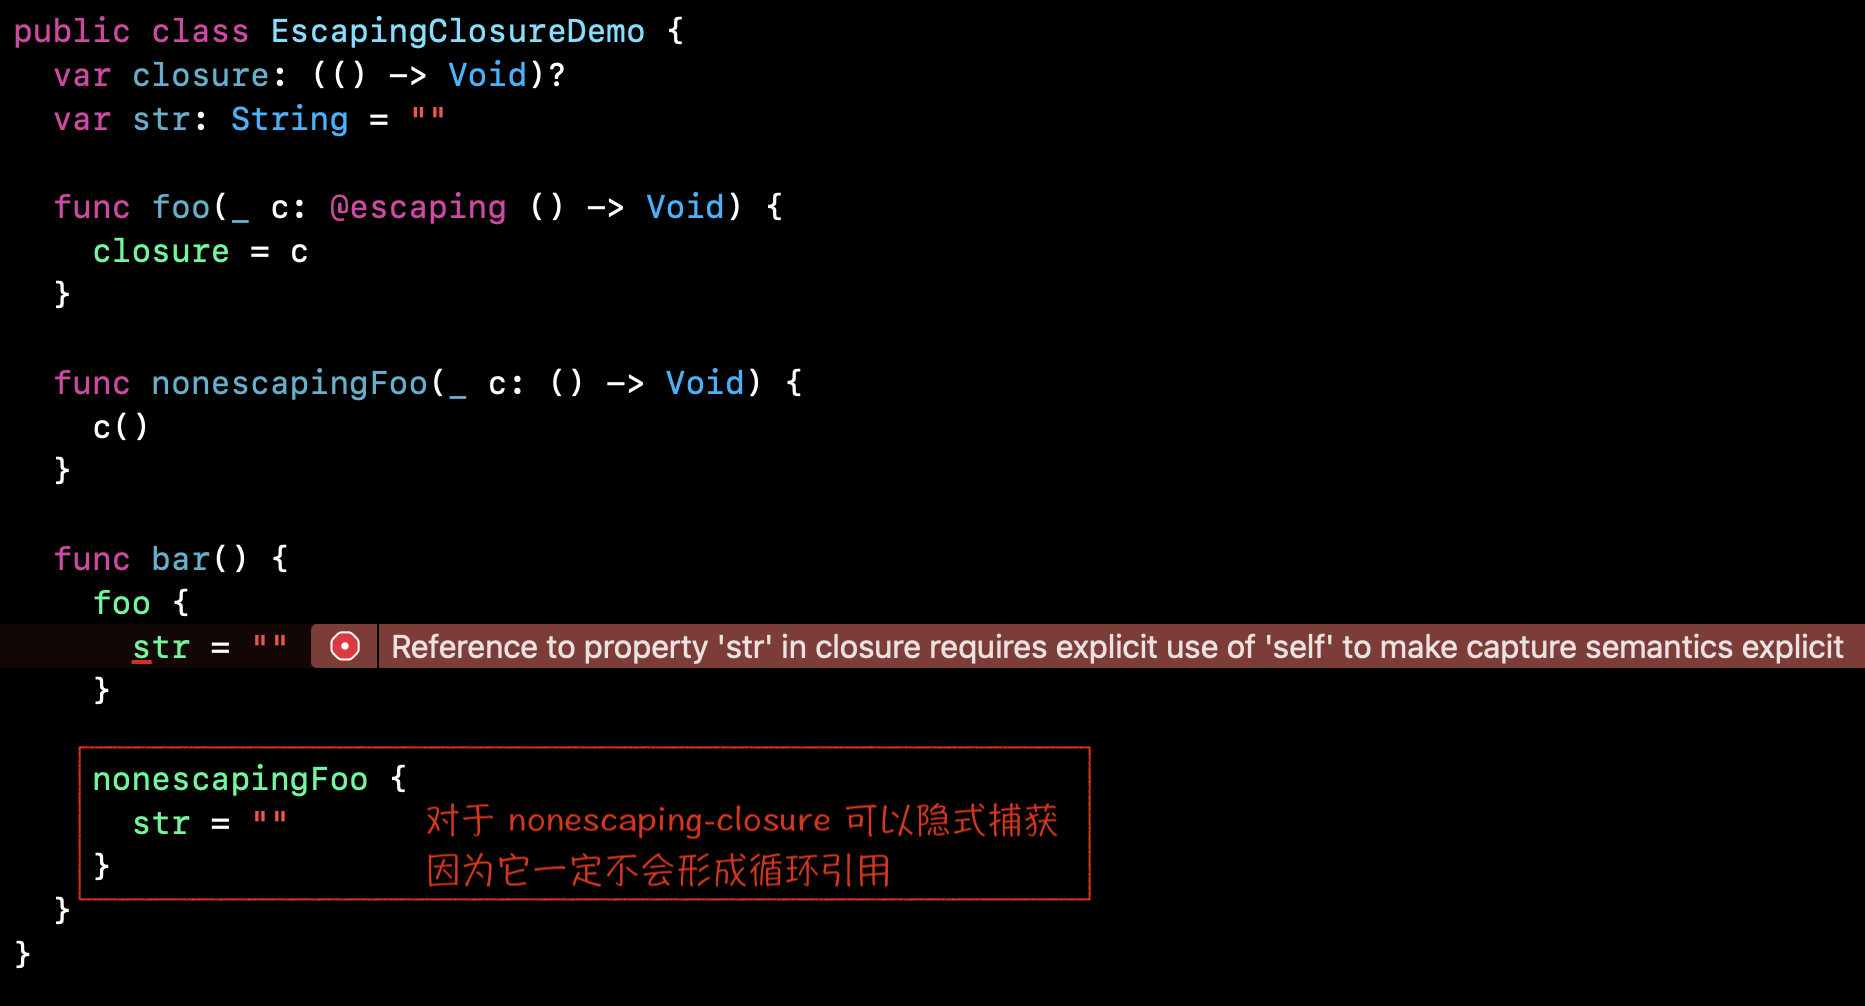 public class EscapingClosureDemo {
var closure: (() -> Void)?
var str: String = ""
func foo(_ c: @escaping () -> Void) {
closure = c
}
func nonescapingFoo(_ c: () -> Void) {
c()
}
func bar() {
foo {
str = "" Reference to property 'str' in closure requires explicit use of 'self' to make capture semantics explicit
}
nonescapingFoo {
str = "" 对于 nonescaping-closure 可以隐式捕获
} 因为它一定不会形成循环引用
}
}